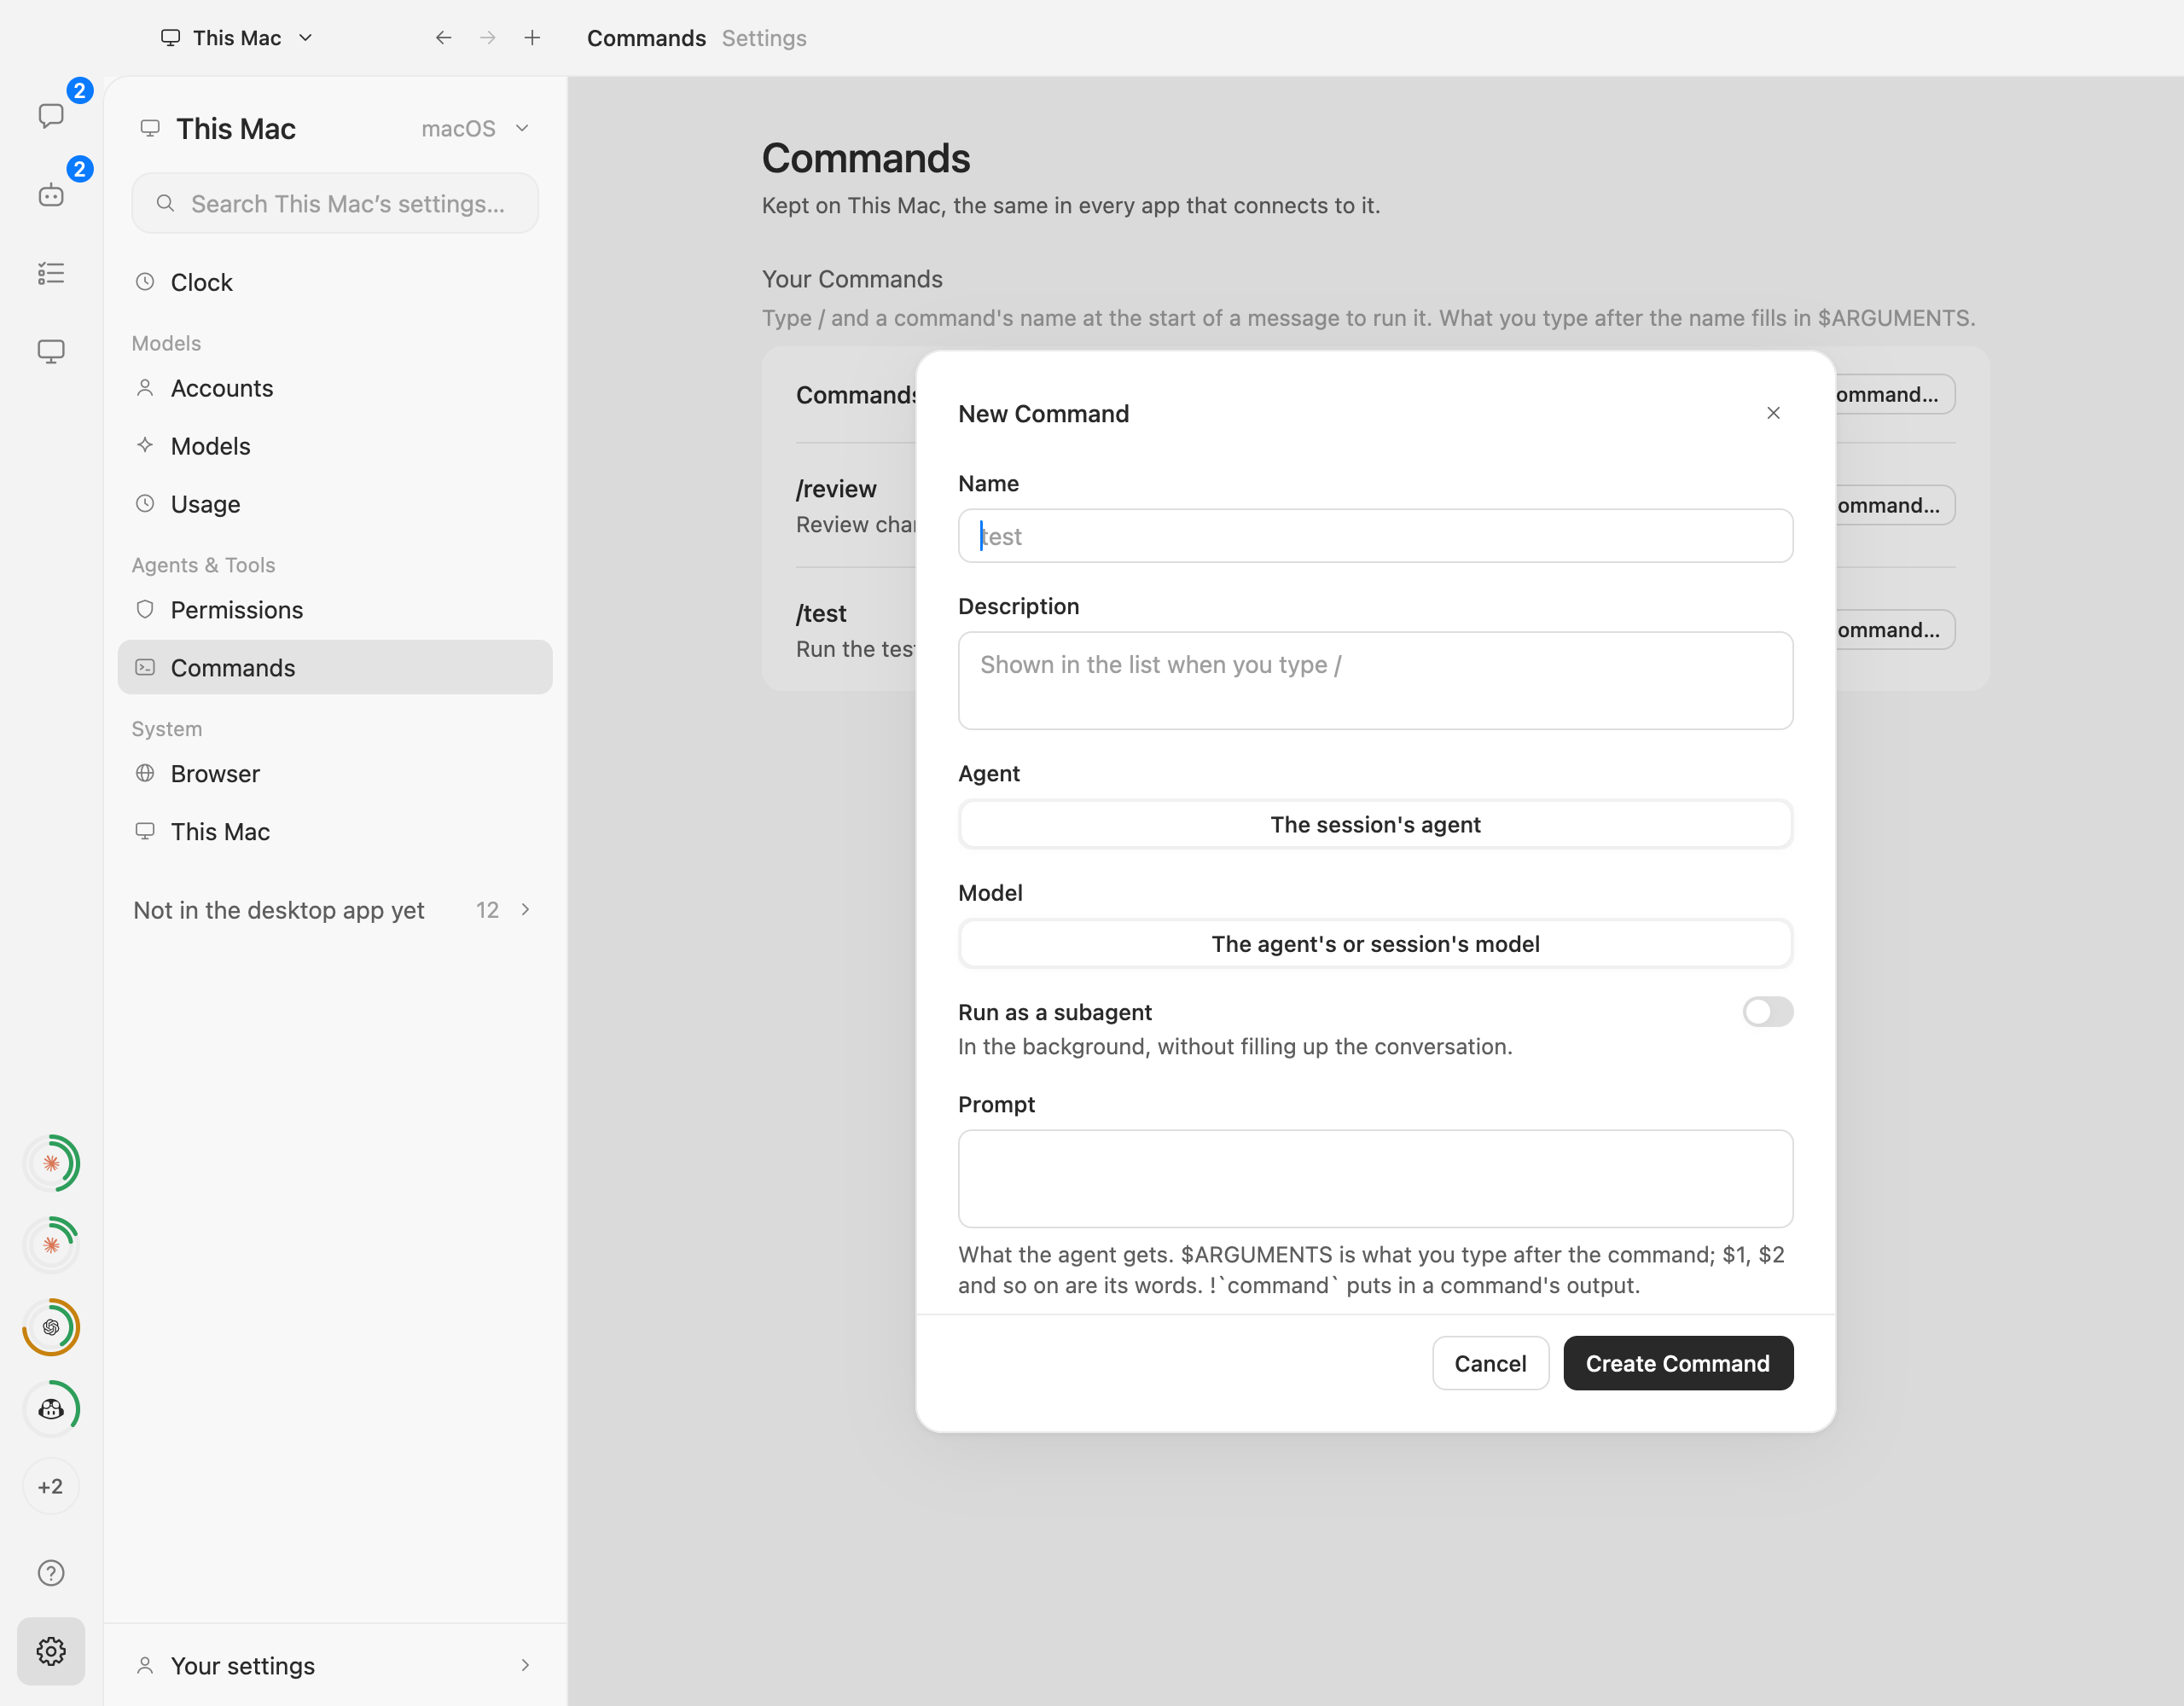 This Mac
Commands Settings
2
2
This Mac macOS
Search This Mac’s settings...
Clock
Models
Accounts
Models
Usage
Agents & Tools
Permissions
Commands
System
Browser
This Mac
Not in the desktop app yet 12
+2
Your settings
Commands
Kept on This Mac, the same in every app that connects to it.
Your Commands
Type / and a command's name at the start of a message to run it. What you type after the name fills in $ARGUMENTS.
Commands
ommand...
/review
Review
ommand...
/test
Run the
ommand...
New Command
Name
test
Description
Shown in the list when you type /
Agent
The session's agent
Model
The agent's or session's model
Run as a subagent
In the background, without filling up the conversation.
Prompt
What the agent gets. $ARGUMENTS is what you type after the command; $1, $2
and so on are its words. !`command` puts in a command's output.
Cancel
Create Command